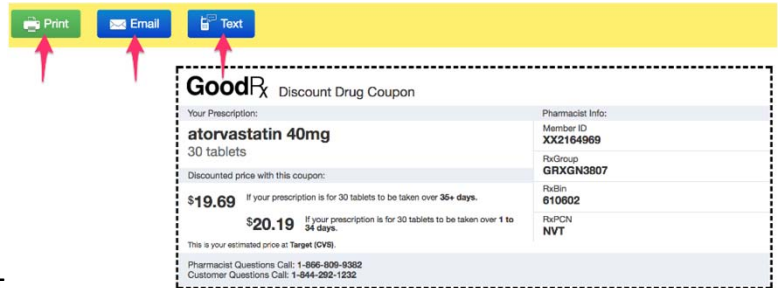 Print Email Text
GoodRx Discount Drug Coupon
Your Prescription:
atorvastatin 40mg
30 tablets
Discounted price with this coupon:
$19.69 If your prescription is for 30 tablets to be taken over 35+ days.
$20.19 If your prescription is for 30 tablets to be taken over 1 to
34 days.
This is your estimated price at Target (CVS).
Pharmacist Questions Call: 1-866-809-9382
Customer Questions Call: 1-844-292-1232
Pharmacist Info:
Member ID
XX2164969
RxGroup
GRXGN3807
RxBin
610602
RxPCN
NVT